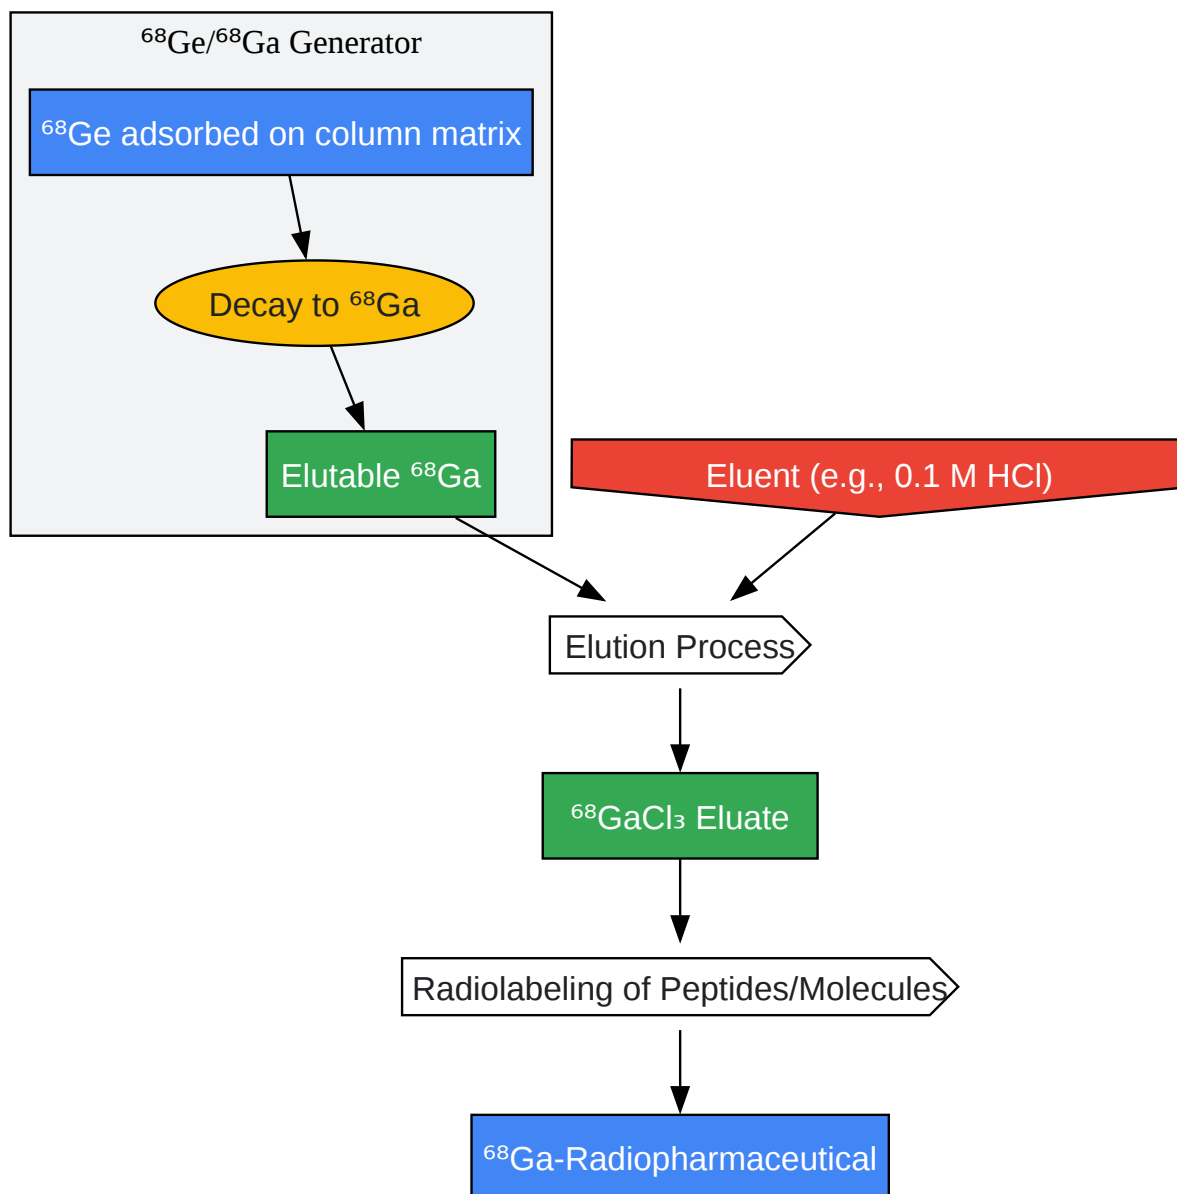 ⁶⁸Ge/⁶⁸Ga Generator
⁶⁸Ge adsorbed on column matrix
Decay to ⁶⁸Ga
Elutable ⁶⁸Ga
Eluent (e.g., 0.1 M HCl)
Elution Process
⁶⁸GaCl₃ Eluate
Radiolabeling of Peptides/Molecules
⁶⁸Ga-Radiopharmaceutical